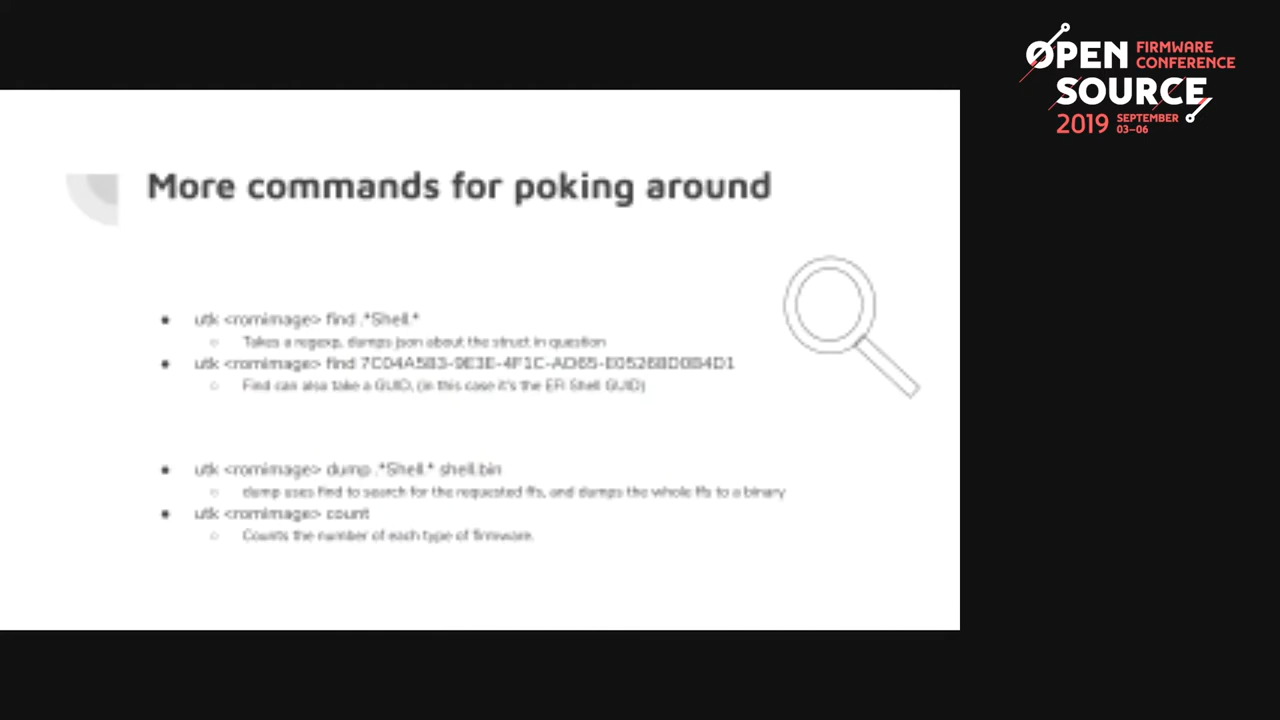 OPEN FIRMWARE
CONFERENCE
SOURCE
2019 SEPTEMBER
03–06
More commands for poking around
utk <romimage> find .*Shell.*
Takes a regexp, dumps json about the struct in question
utk <romimage> find 7C04A583-9E3E-4F1C-AD65-E05268D0B4D1
Find can also take a GUID, (in this case it's the EFI Shell GUID)
utk <romimage> dump .*Shell.* shell.bin
dump uses find to search for the requested ffs, and dumps the whole ffs to a binary
utk <romimage> count
Counts the number of each type of firmware.